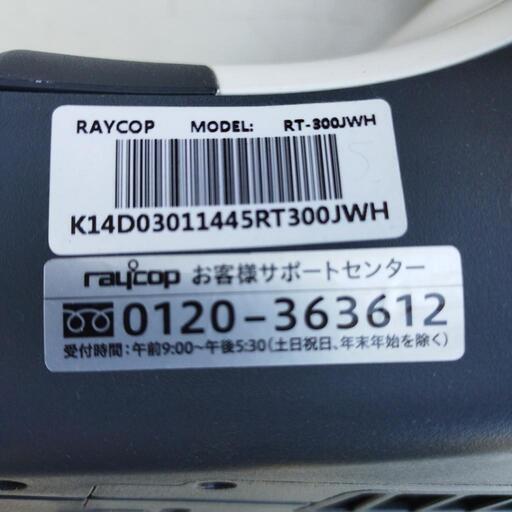 RAYCOP MODEL: RT-300JWH
K14D03011445RT300JWH
raycop お客様サポートセンター
0120-363612
受付時間:午前9:00〜午後5:30(土日祝日、年末年始を除く)